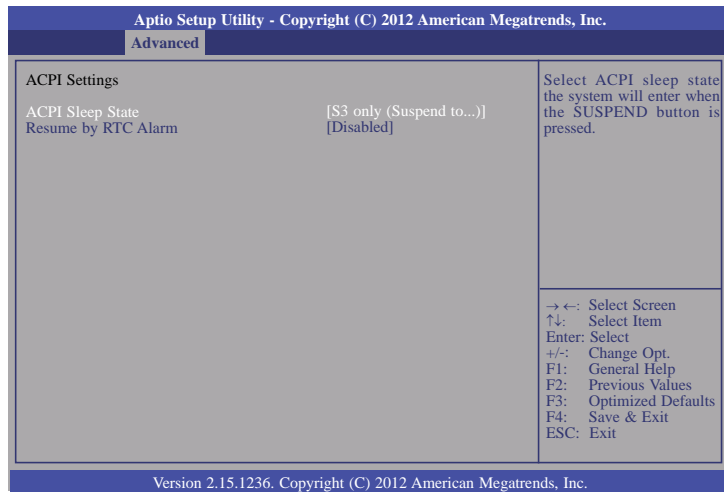 Aptio Setup Utility - Copyright (C) 2012 American Megatrends, Inc.
Advanced
ACPI Settings
ACPI Sleep State [S3 only (Suspend to...)]
Resume by RTC Alarm [Disabled]
Select ACPI sleep state
the system will enter when
the SUSPEND button is
pressed.
→←: Select Screen
↑↓: Select Item
Enter: Select
+/-: Change Opt.
F1: General Help
F2: Previous Values
F3: Optimized Defaults
F4: Save & Exit
ESC: Exit
Version 2.15.1236. Copyright (C) 2012 American Megatrends, Inc.